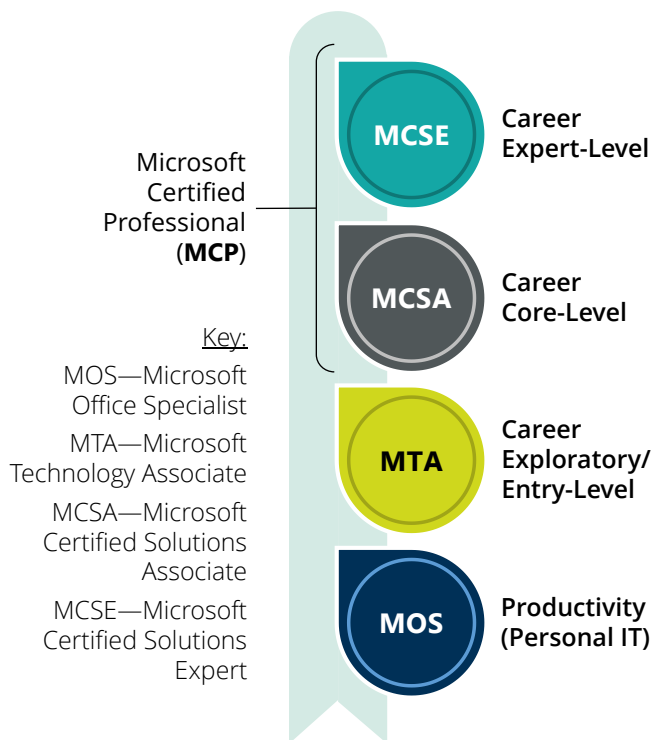 MCSE
Career
Expert-Level
Microsoft
Certified
Professional
(MCP)
MCSA
Career
Core-Level
Key:
MOS—Microsoft
Office Specialist
MTA—Microsoft
Technology Associate
MCSA—Microsoft
Certified Solutions
Associate
MCSE—Microsoft
Certified Solutions
Expert
MTA
Career
Exploratory/
Entry-Level
MOS
Productivity
(Personal IT)